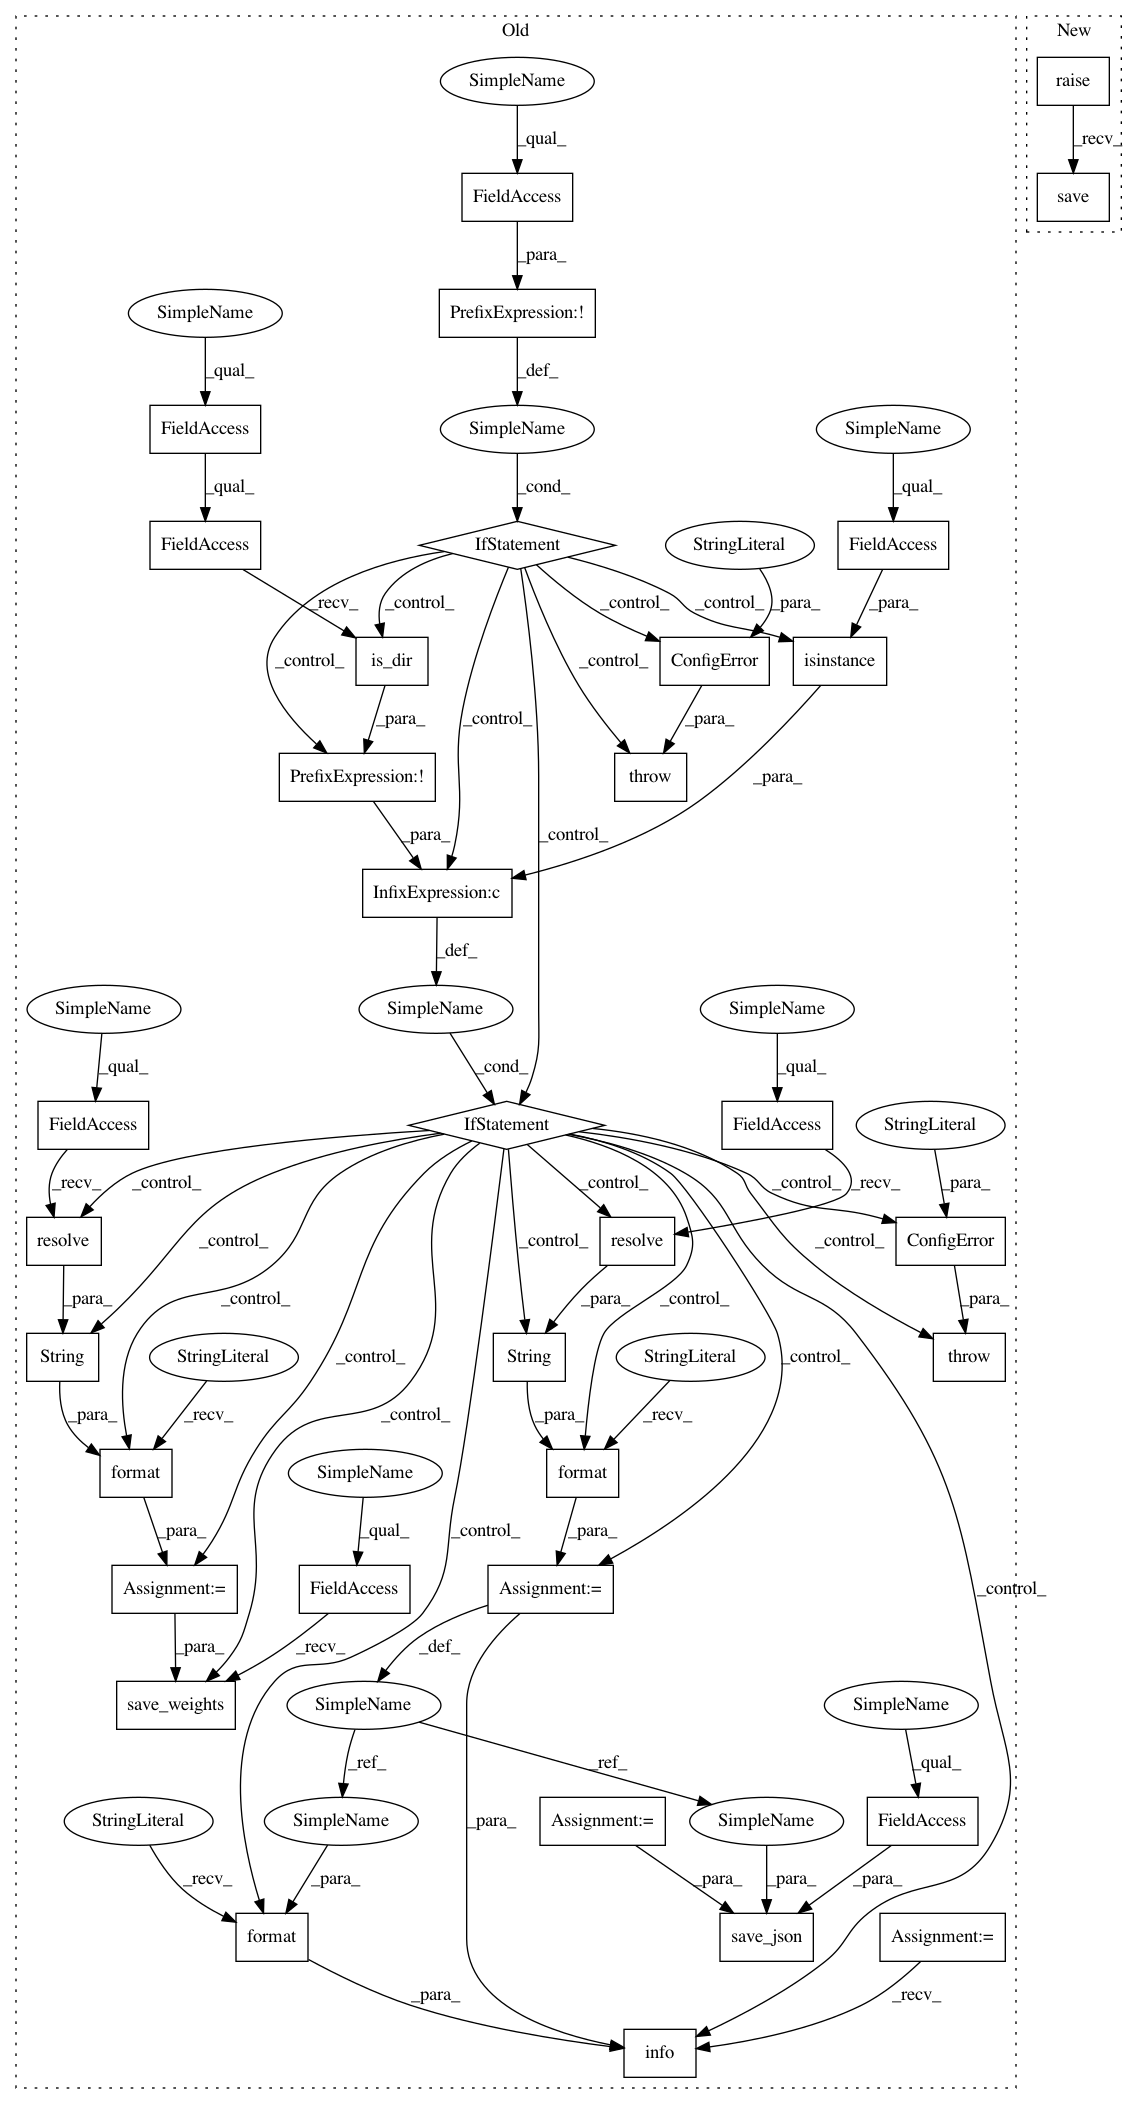 Old
New
SimpleName
raise
_qual_
_recv_
FieldAccess
save
_para_
SimpleName
PrefixExpression:!
_qual_
_def_
FieldAccess
SimpleName
SimpleName
_qual_
_cond_
_qual_
FieldAccess
IfStatement
StringLiteral
FieldAccess
_recv_
_control_
_control_
_control_
_para_
_para_
_control_
is_dir
_control_
ConfigError
isinstance
_para_
_control_
_para_
PrefixExpression:!
throw
_para_
_para_
_control_
InfixExpression:c
_def_
SimpleName
SimpleName
SimpleName
_qual_
_cond_
_qual_
FieldAccess
IfStatement
FieldAccess
StringLiteral
_recv_
_control_
_control_
_recv_
_control_
_para_
resolve
_control_
_control_
resolve
_control_
ConfigError
_para_
_control_
_para_
_control_
_para_
String
StringLiteral
_control_
String
StringLiteral
_control_
throw
_para_
_recv_
_control_
_para_
_recv_
format
SimpleName
format
_para_
_qual_
_control_
_para_
Assignment:=
FieldAccess
Assignment:=
_control_
_para_
_recv_
_def_
save_weights
SimpleName
SimpleName
_ref_
_ref_
_qual_
StringLiteral
SimpleName
_para_
Assignment:=
SimpleName
FieldAccess
_recv_
_para_
_para_
_para_
_para_
format
save_json
Assignment:=
_para_
_recv_
info